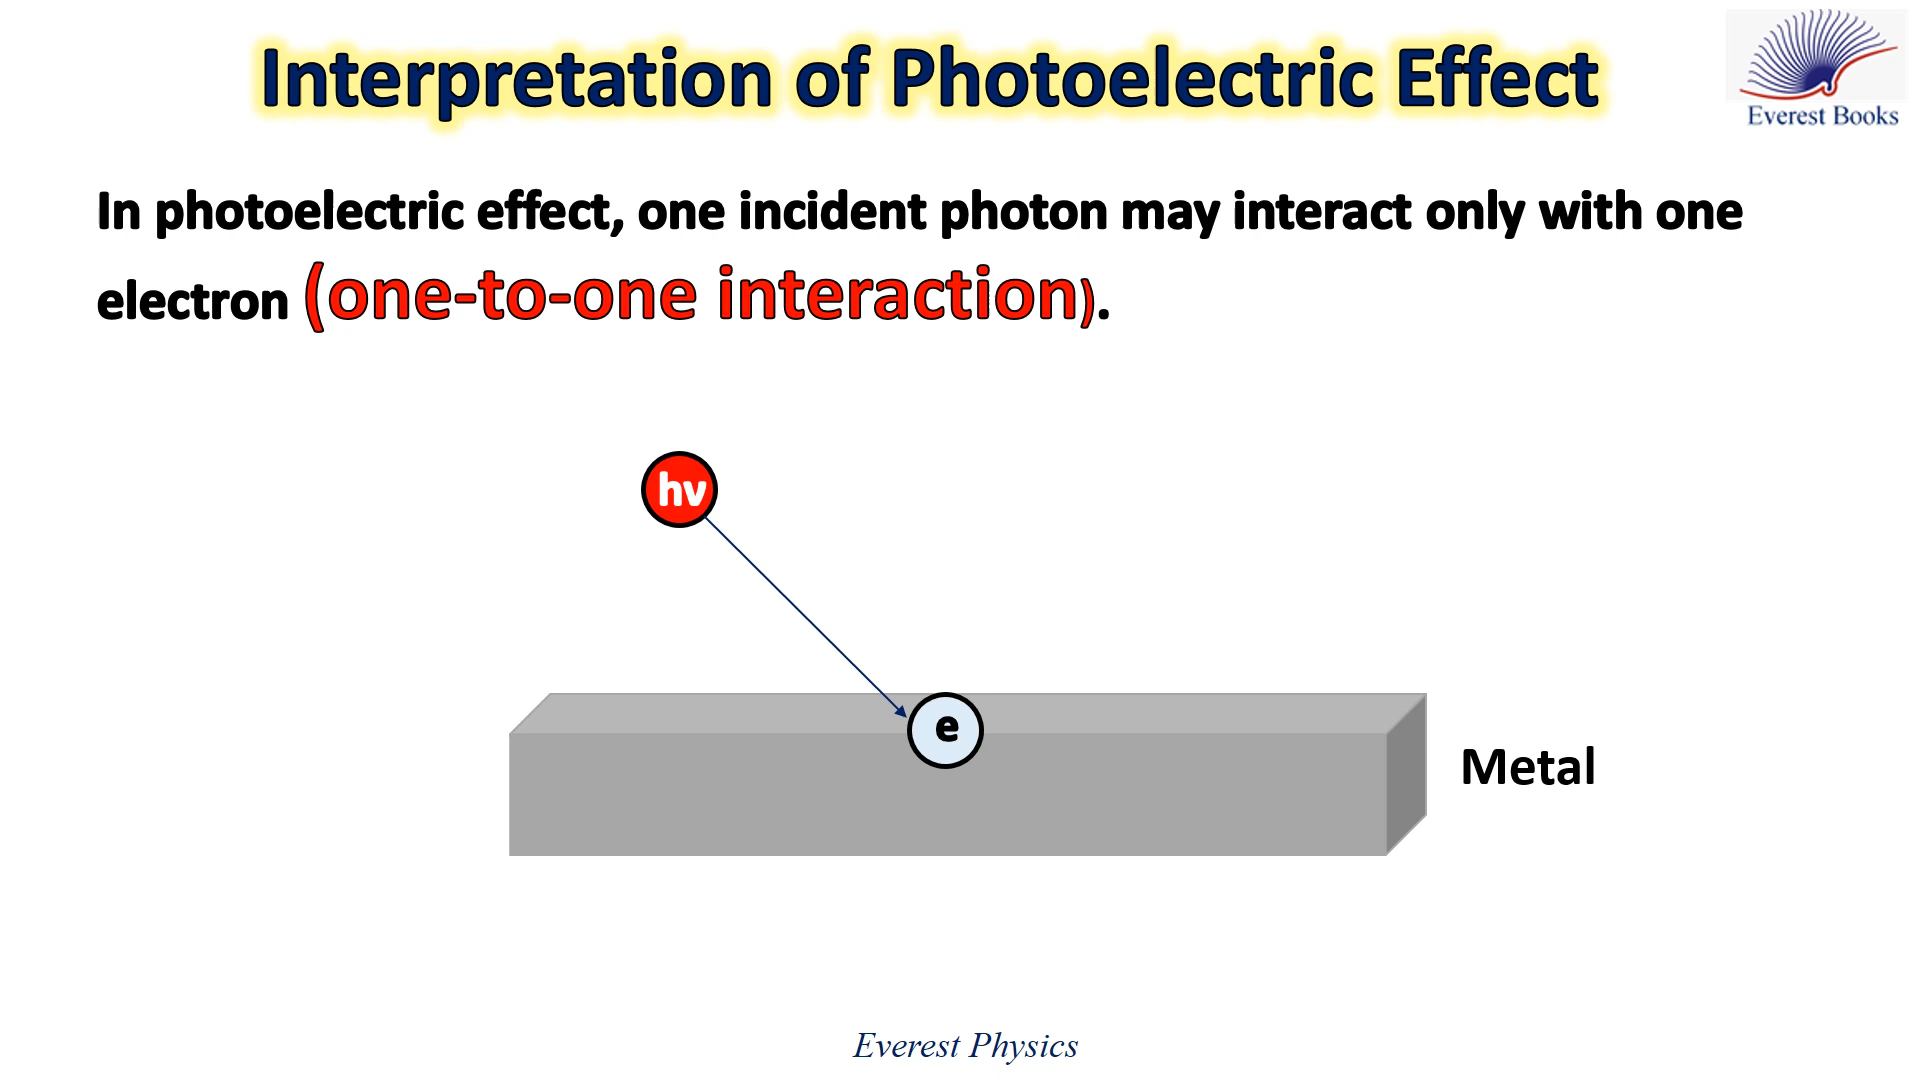 Interpretation of Photoelectric Effect
Everest Books
In photoelectric effect, one incident photon may interact only with one
electron (one-to-one interaction).
hν
e
Metal
Everest Physics